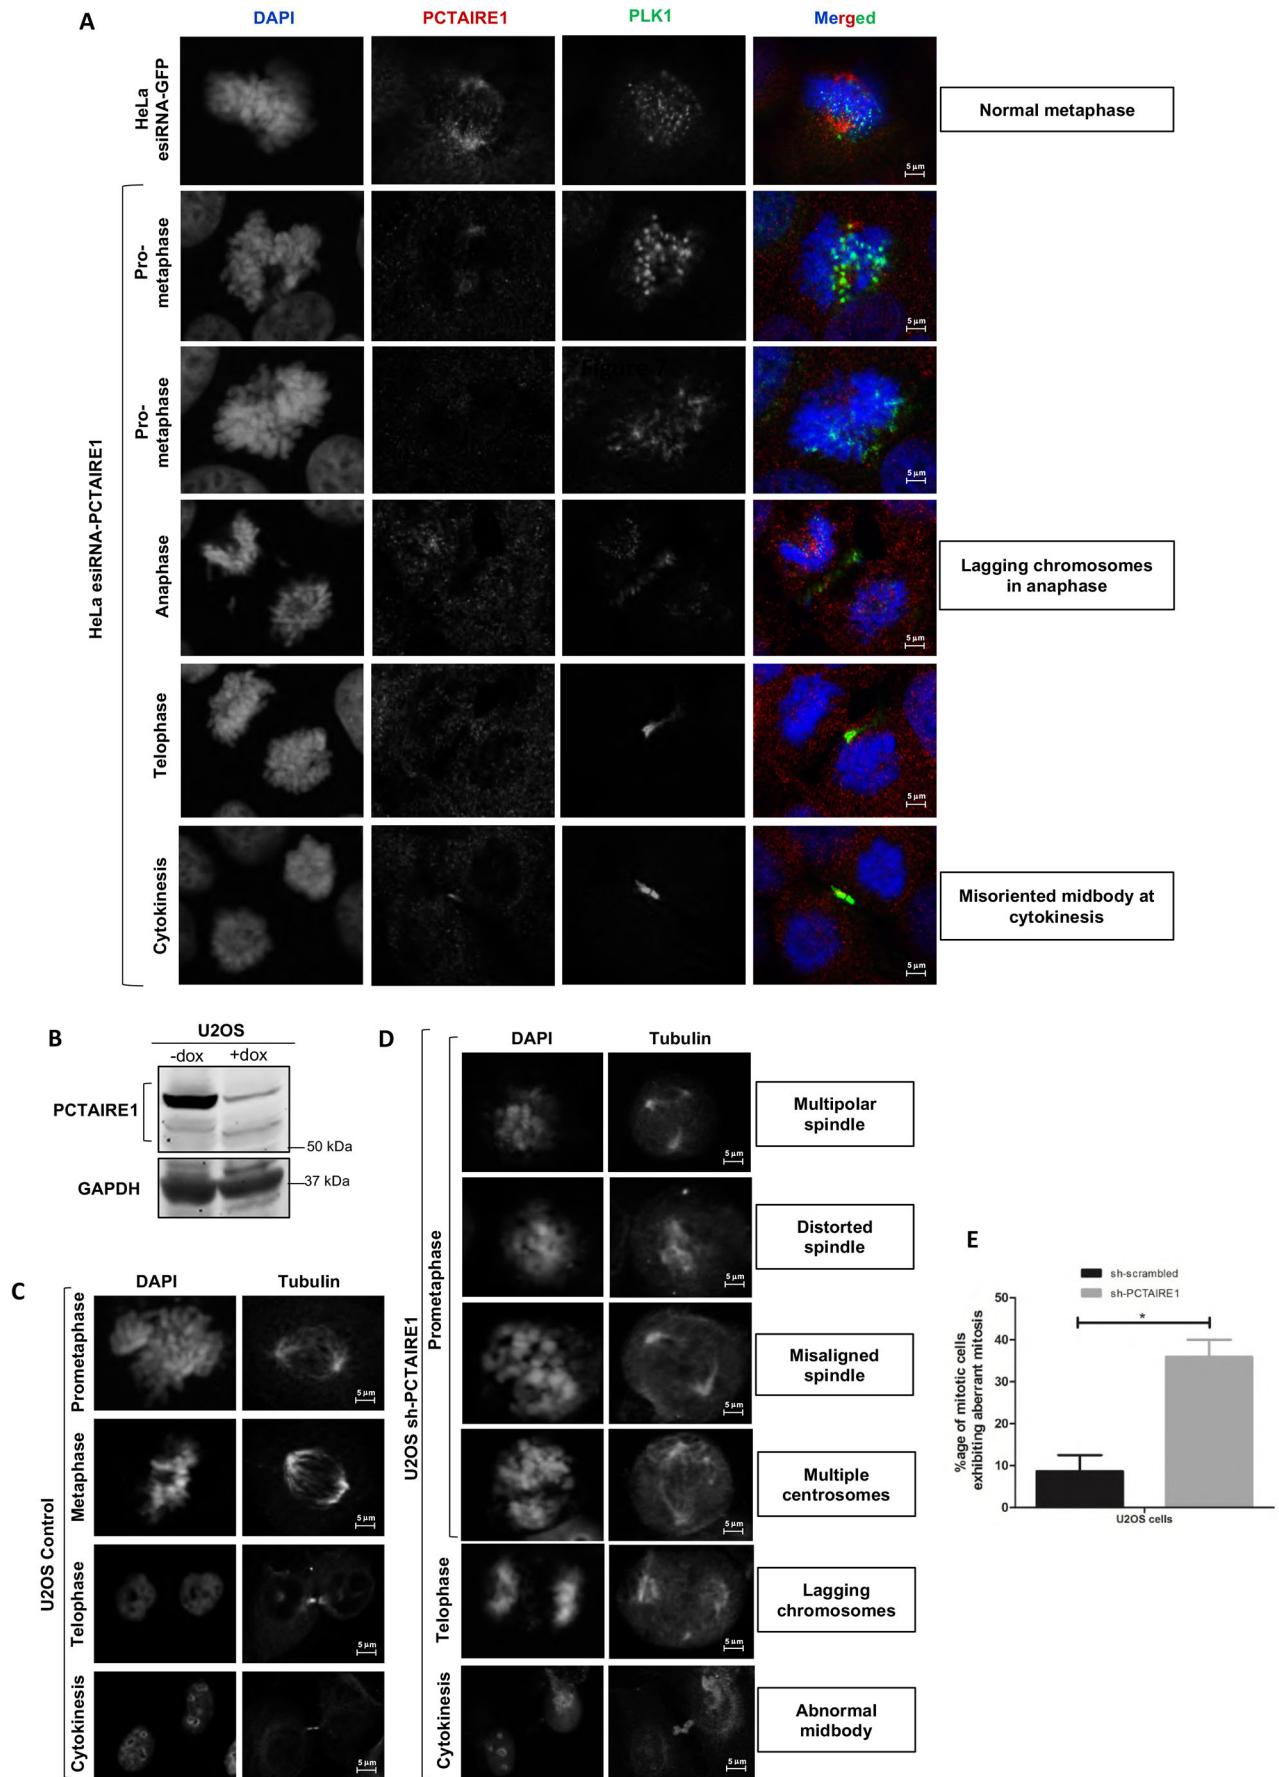 A
DAPI
PCTAIRE1
PLK1
Merged
HeLa
esiRNA-GFP
5 µm
Normal metaphase
HeLa esiRNA-PCTAIRE1
Pro-
metaphase
5 µm
Pro-
metaphase
Figure 7
5 µm
Anaphase
5 µm
Lagging chromosomes
in anaphase
Telophase
5 µm
Cytokinesis
5 µm
Misoriented midbody at
cytokinesis
B
U2OS
-dox
+dox
PCTAIRE1
50 kDa
GAPDH
37 kDa
C
DAPI
Tubulin
U2OS Control
Prometaphase
5 µm
Metaphase
5 µm
Telophase
5 µm
Cytokinesis
5 µm
D
DAPI
Tubulin
U2OS sh-PCTAIRE1
Prometaphase
5 µm
Multipolar
spindle
5 µm
Distorted
spindle
5 µm
Misaligned
spindle
5 µm
Multiple
centrosomes
Telophase
5 µm
Lagging
chromosomes
Cytokinesis
5 µm
Abnormal
midbody
E
sh-scrambled
sh-PCTAIRE1
%age of mitotic cells
exhibiting aberrant mitosis
50
40
30
20
10
0
*
U2OS cells